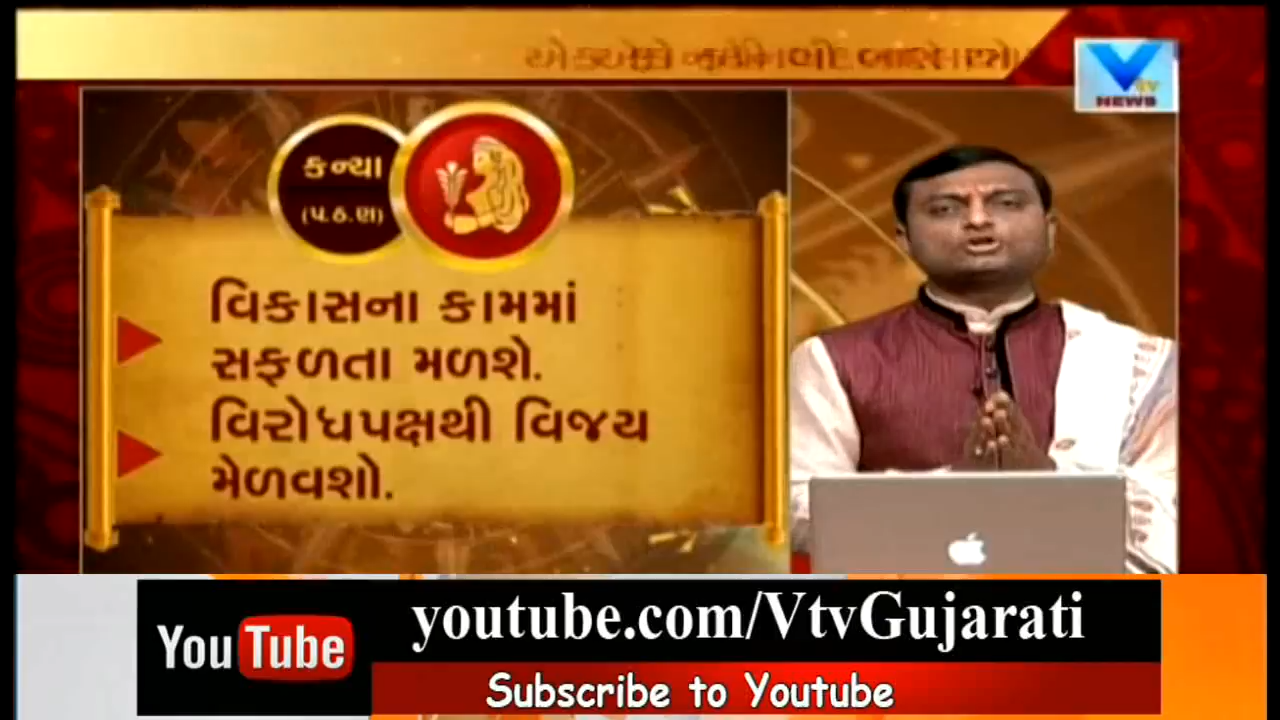 V
TV
NEWS
કન્યા
(પ.ઠ.ણ)
વિકાસના કામમાં
સફળતા મળશે.
વિરોધપક્ષથી વિજય
મેળવશો.
youtube.com/VtvGujarati
YouTube
Subscribe to Youtube